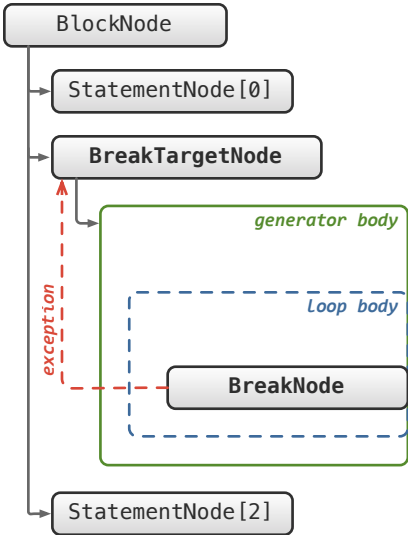 BlockNode
StatementNode[0]
BreakTargetNode
generator body
loop body
exception
BreakNode
StatementNode[2]